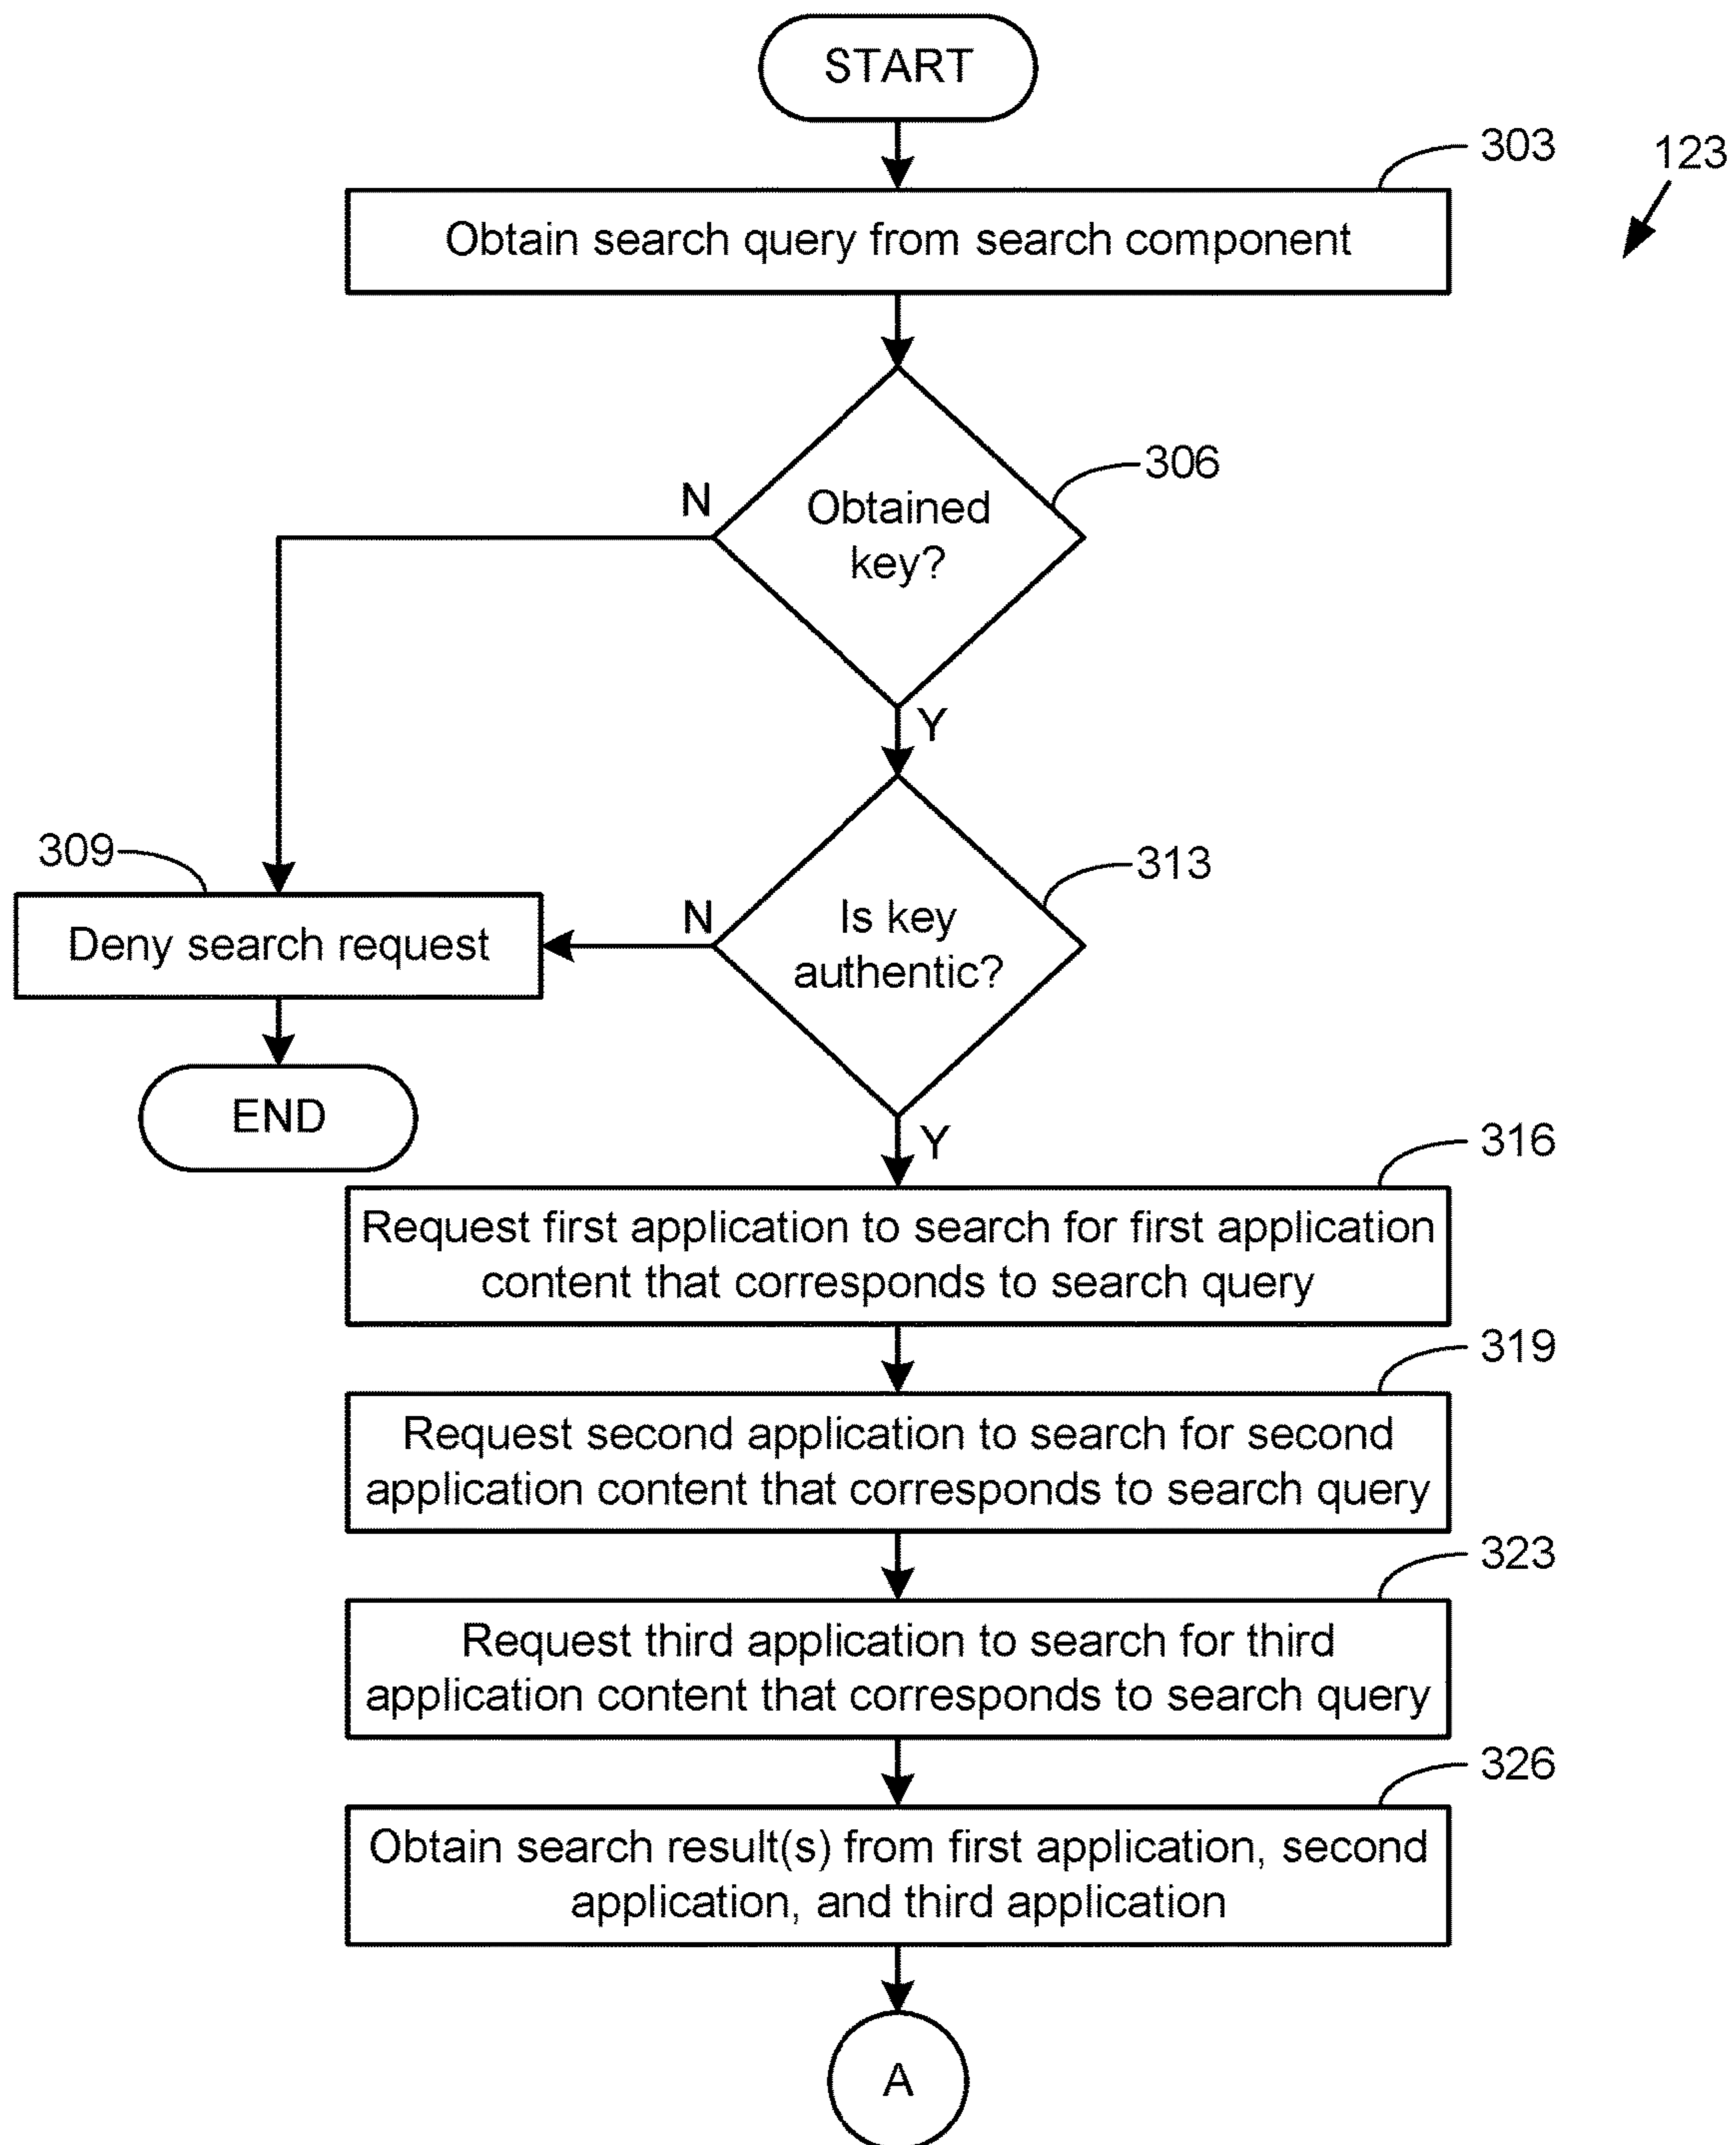 START
303
123
Obtain search query from search component
306
N
Obtained
key?
Y
309
313
Deny search request
N
Is key
authentic?
END
Y
316
Request first application to search for first application
content that corresponds to search query
319
Request second application to search for second
application content that corresponds to search query
323
Request third application to search for third
application content that corresponds to search query
326
Obtain search result(s) from first application, second
application, and third application
A